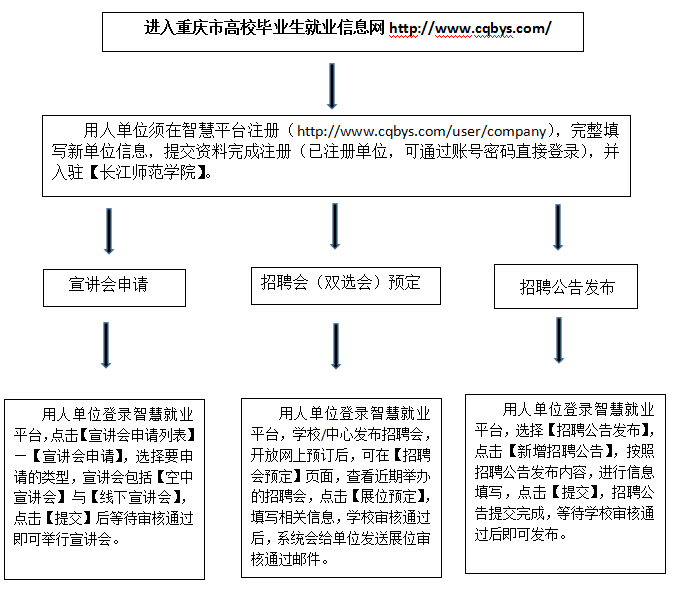 进入重庆市高校毕业生就业信息网 http://www.cqbys.com/
用人单位须在智慧平台注册（http://www.cqbys.com/user/company），完整填
写新单位信息，提交资料完成注册（已注册单位，可通过账号密码直接登录），并
入驻【长江师范学院】。
宣讲会申请
招聘会（双选会）预定
招聘公告发布
用人单位登录智慧就业
平台，点击【宣讲会申请列表】
—【宣讲会申请】，选择要申
请的类型，宣讲会包括【空中
宣讲会】与【线下宣讲会】，
点击【提交】后等待审核通过
即可举行宣讲会。
用人单位登录智慧就业
平台，学校/中心发布招聘会，
开放网上预订后，可在【招聘
会预定】页面，查看近期举办
的招聘会，点击【展位预定】，
填写相关信息，学校审核通过
后，系统会给单位发送展位审
核通过邮件。
用人单位登录智慧就业
平台，选择【招聘公告发布】，
点击【新增招聘公告】，按照
招聘公告发布内容，进行信息
填写，点击【提交】，招聘公
告提交完成，等待学校审核通
过后即可发布。